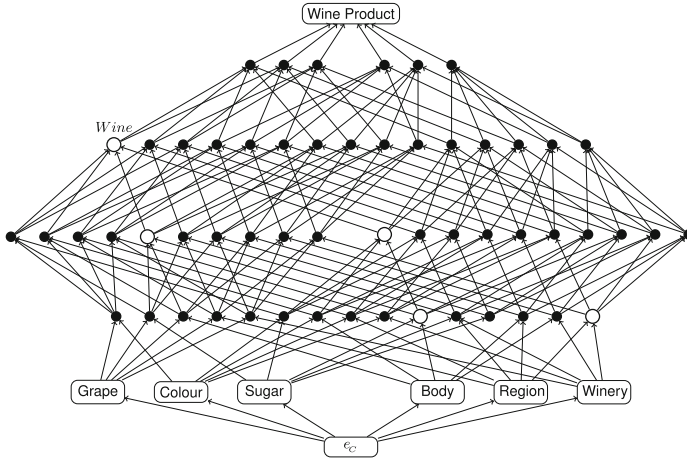 Wine Product
Wine
Grape
Colour
Sugar
Body
Region
Winery
e_C